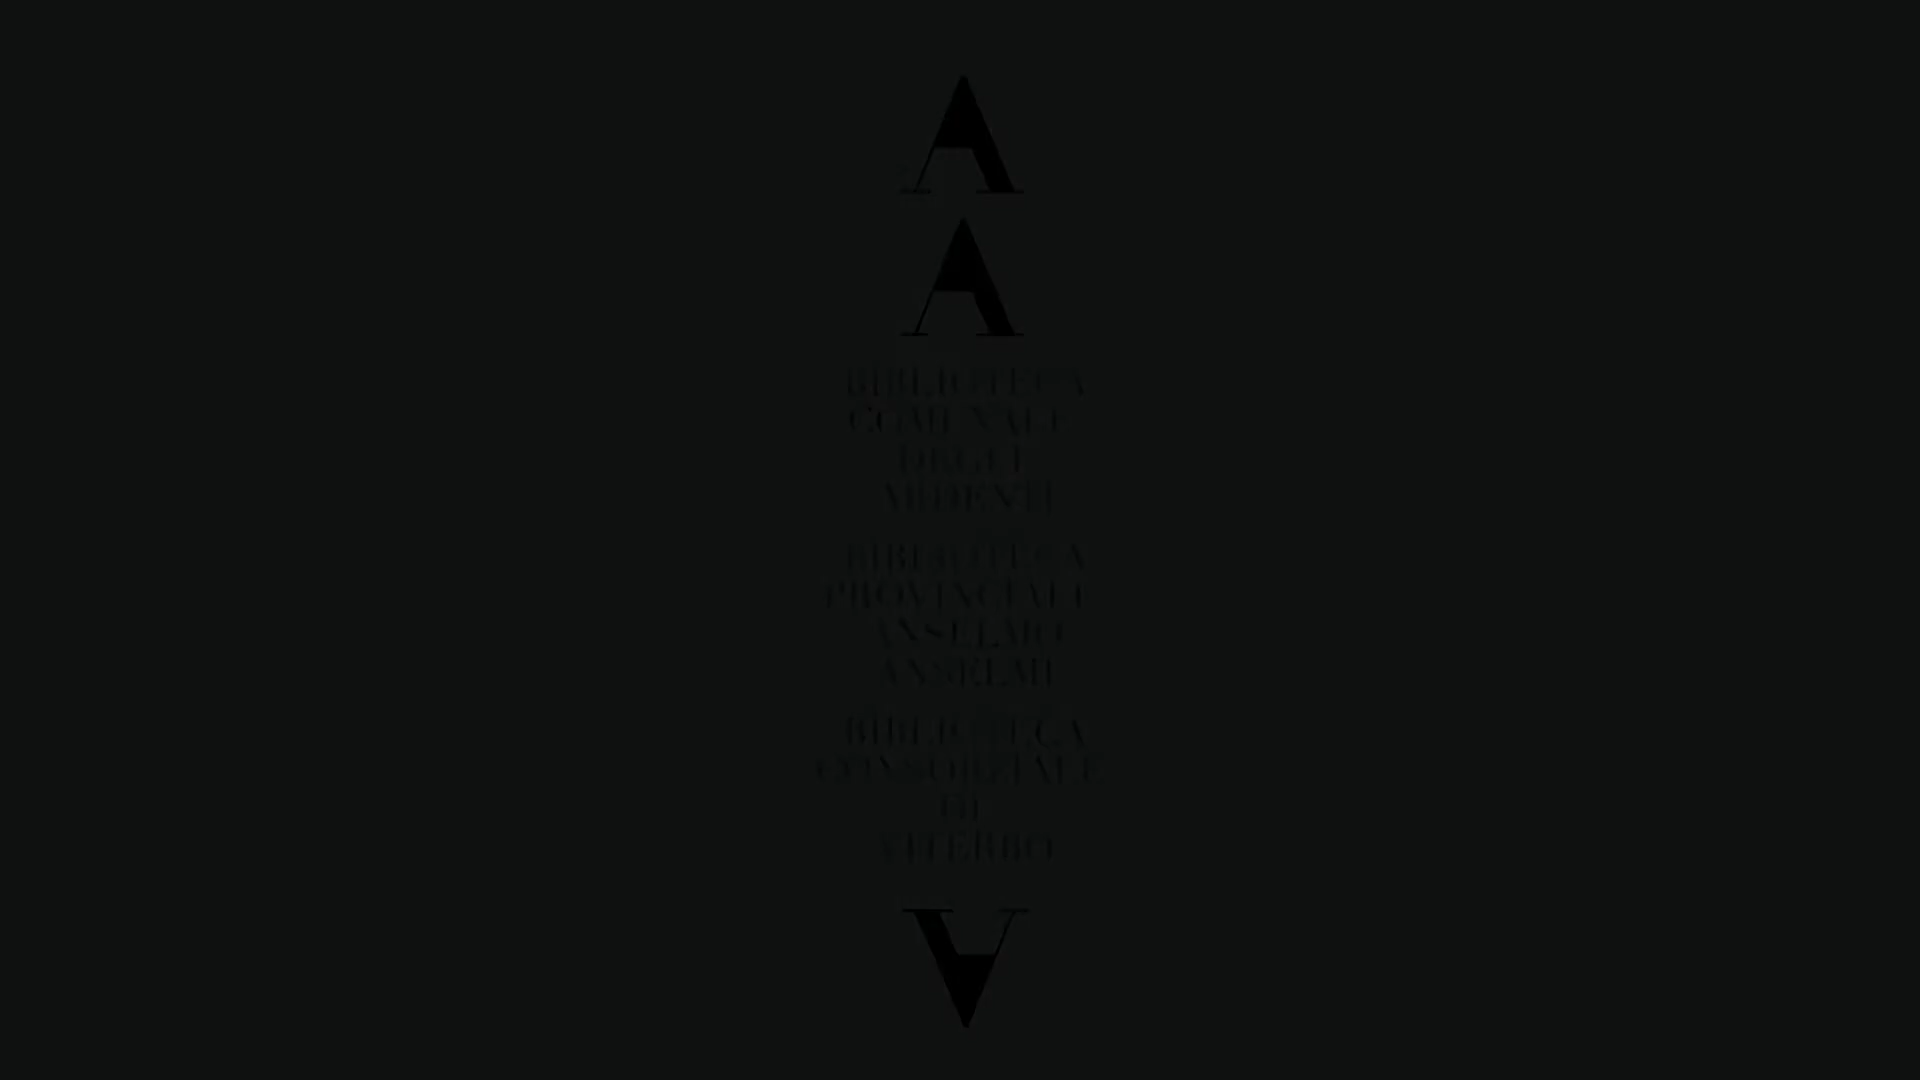 A
A
BIBLIOTECA
COMUNALE
DEGLI
ARDENTI
BIBLIOTECA
PROVINCIALE
ANSELMO
ANSELMI
BIBLIOTECA
CONSORZIALE
DI
VITERBO
V